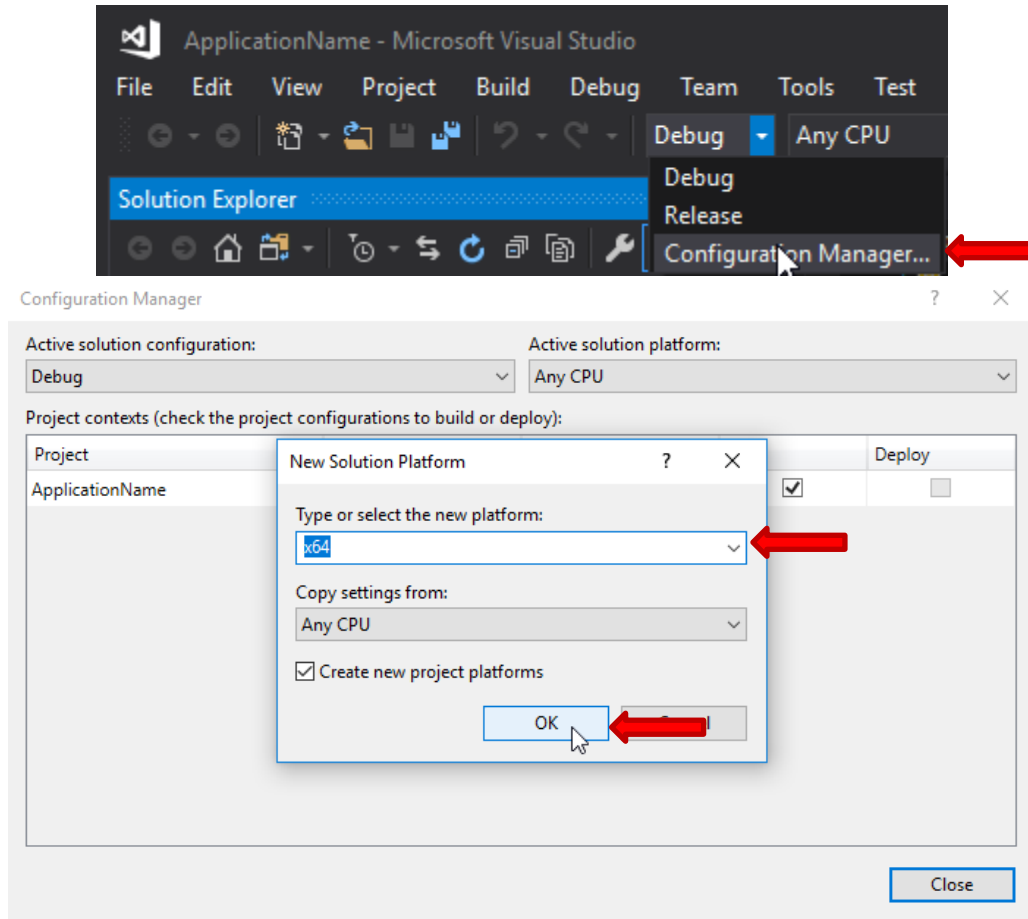 ApplicationName - Microsoft Visual Studio
File Edit View Project Build Debug Team Tools Test
Debug Any CPU
Debug
Solution Explorer
Release
Configuration Manager...
Configuration Manager ?
Active solution configuration: Active solution platform:
Debug Any CPU
Project contexts (check the project configurations to build or deploy):
Project Deploy
New Solution Platform ?
ApplicationName
Type or select the new platform:
x64
Copy settings from:
Any CPU
Create new project platforms
OK
Close